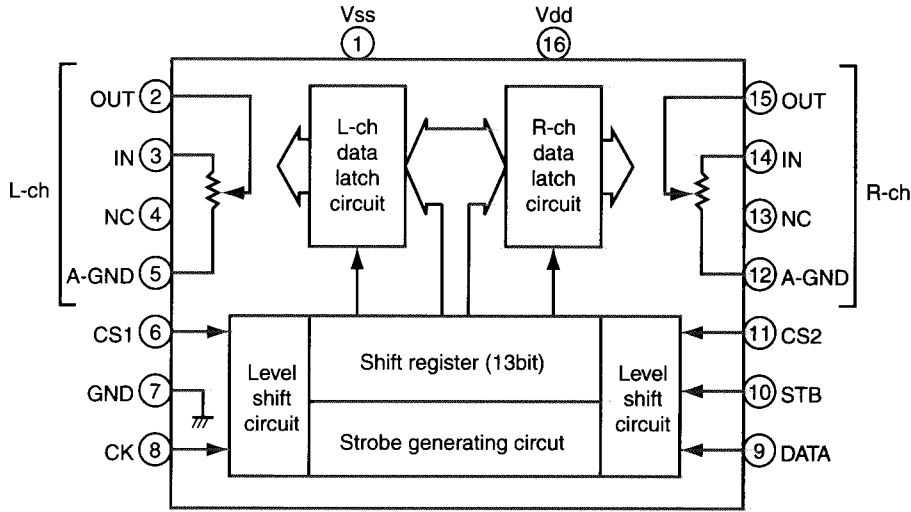 Vss
1
Vdd
16
L-ch
OUT 2
IN 3
NC 4
A-GND 5
CS1 6
GND 7
CK 8
L-ch
data
latch
circuit
R-ch
data
latch
circuit
Level
shift
circuit
Shift register (13bit)
Strobe generating circut
Level
shift
circuit
15 OUT
14 IN
13 NC
12 A-GND
R-ch
11 CS2
10 STB
9 DATA